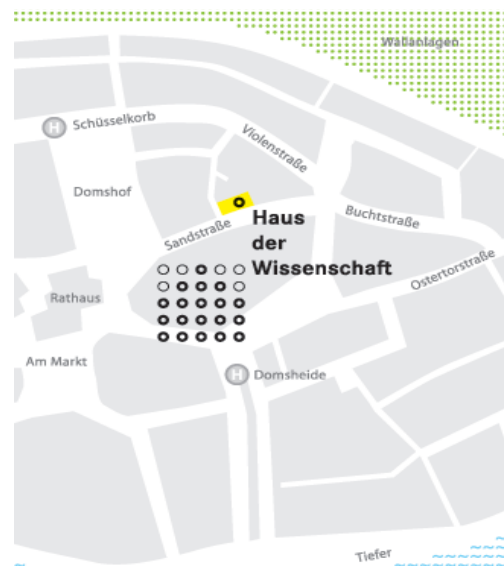 Wallanlagen
H Schüsselkorb
Violenstraße
Domshof
Buchtstraße
Sandstraße
Haus
der
Wissenschaft
Ostertorstraße
Rathaus
Am Markt
H Domsheide
Tiefer